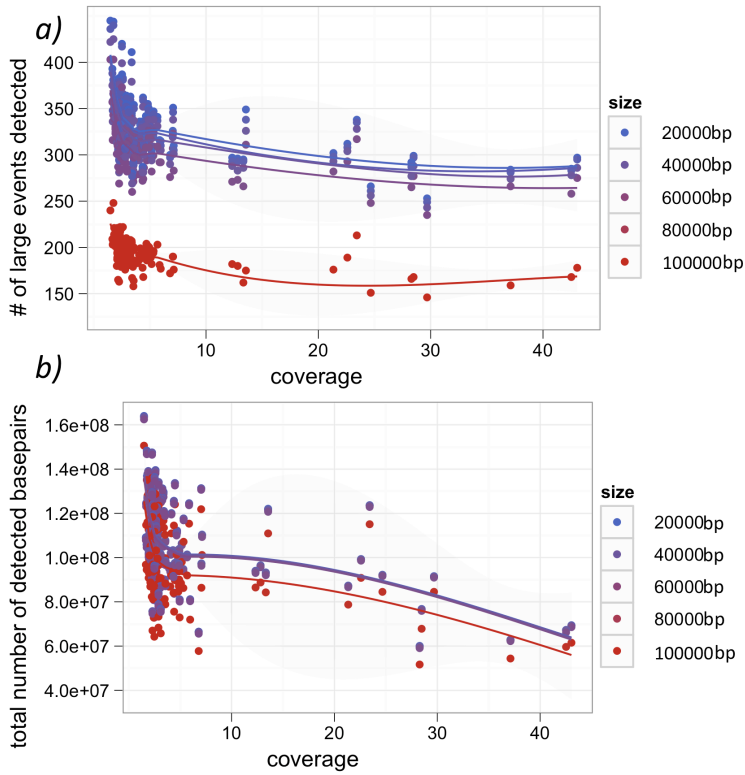 a)
# of large events detected
400
350
300
250
200
150
10 20 30 40
coverage
size
20000bp
40000bp
60000bp
80000bp
100000bp
b)
total number of detected basepairs
1.6e+08
1.4e+08
1.2e+08
1.0e+08
8.0e+07
6.0e+07
4.0e+07
10 20 30 40
coverage
size
20000bp
40000bp
60000bp
80000bp
100000bp